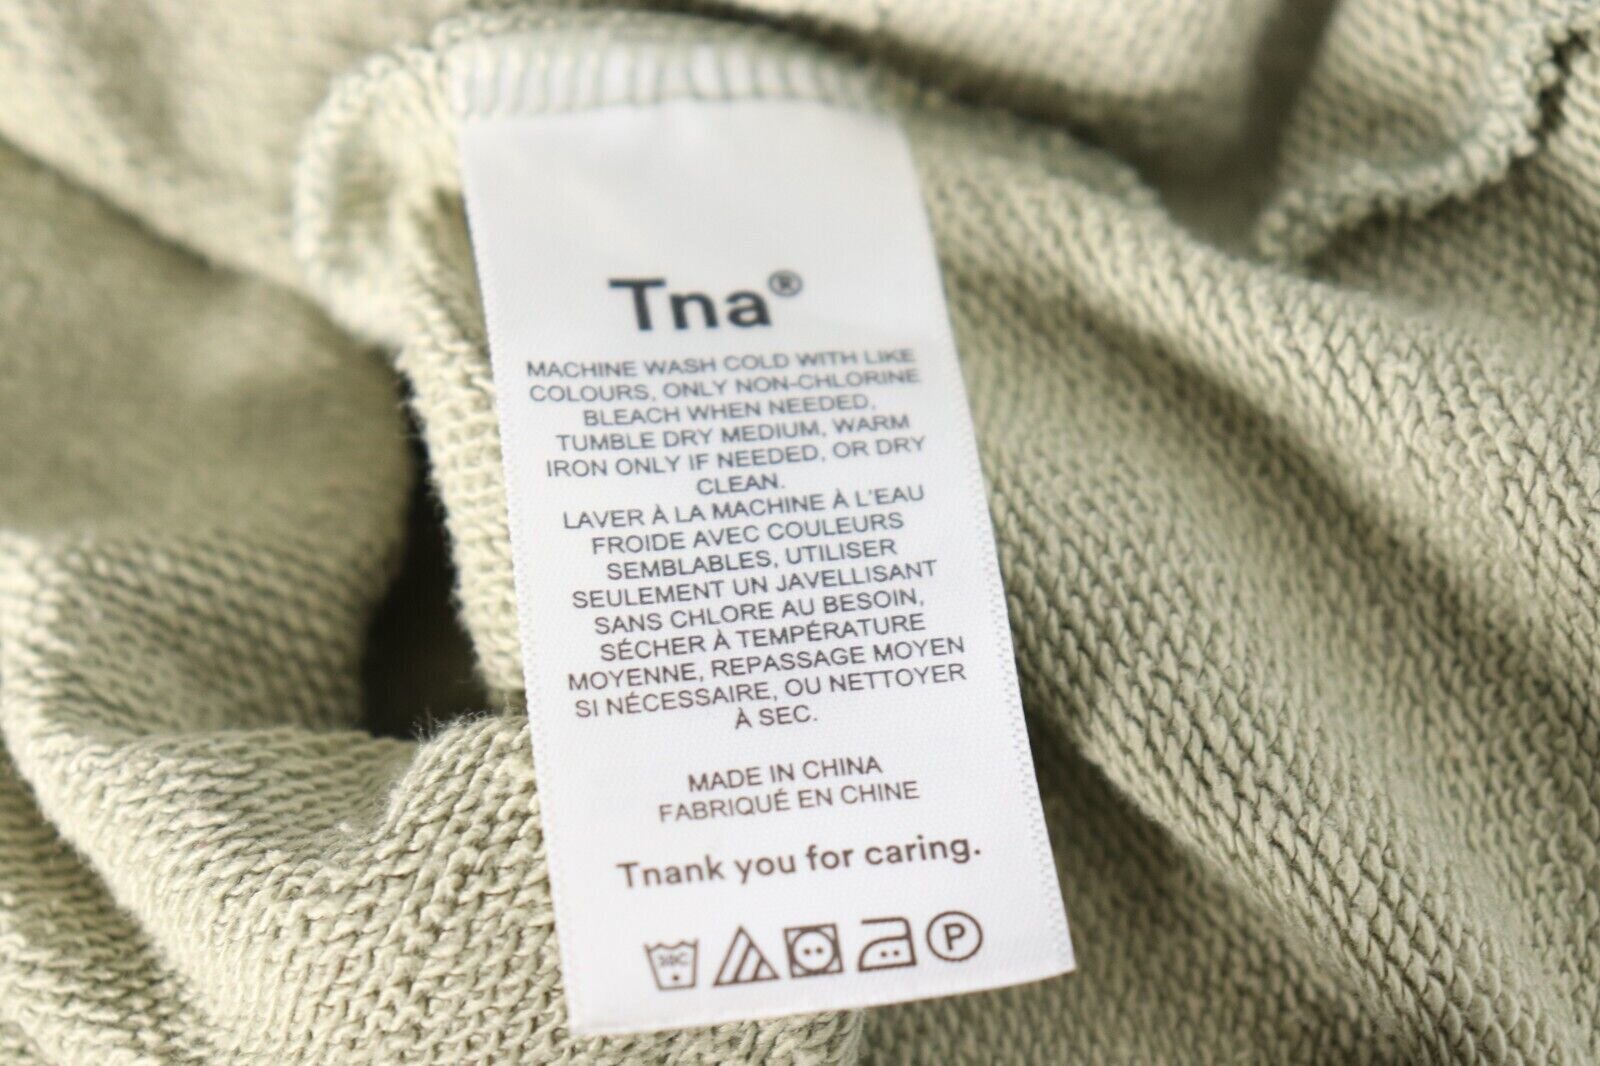 Tna®
MACHINE WASH COLD WITH LIKE
COLOURS, ONLY NON-CHLORINE
BLEACH WHEN NEEDED,
TUMBLE DRY MEDIUM, WARM
IRON ONLY IF NEEDED, OR DRY
CLEAN.
LAVER À LA MACHINE À L'EAU
FROIDE AVEC COULEURS
SEMBLABLES, UTILISER
SEULEMENT UN JAVELLISANT
SANS CHLORE AU BESOIN,
SÉCHER À TEMPÉRATURE
MOYENNE, REPASSAGE MOYEN
SI NÉCESSAIRE, OU NETTOYER
À SEC.
MADE IN CHINA
FABRIQUÉ EN CHINE
Tnank you for caring.
30C P